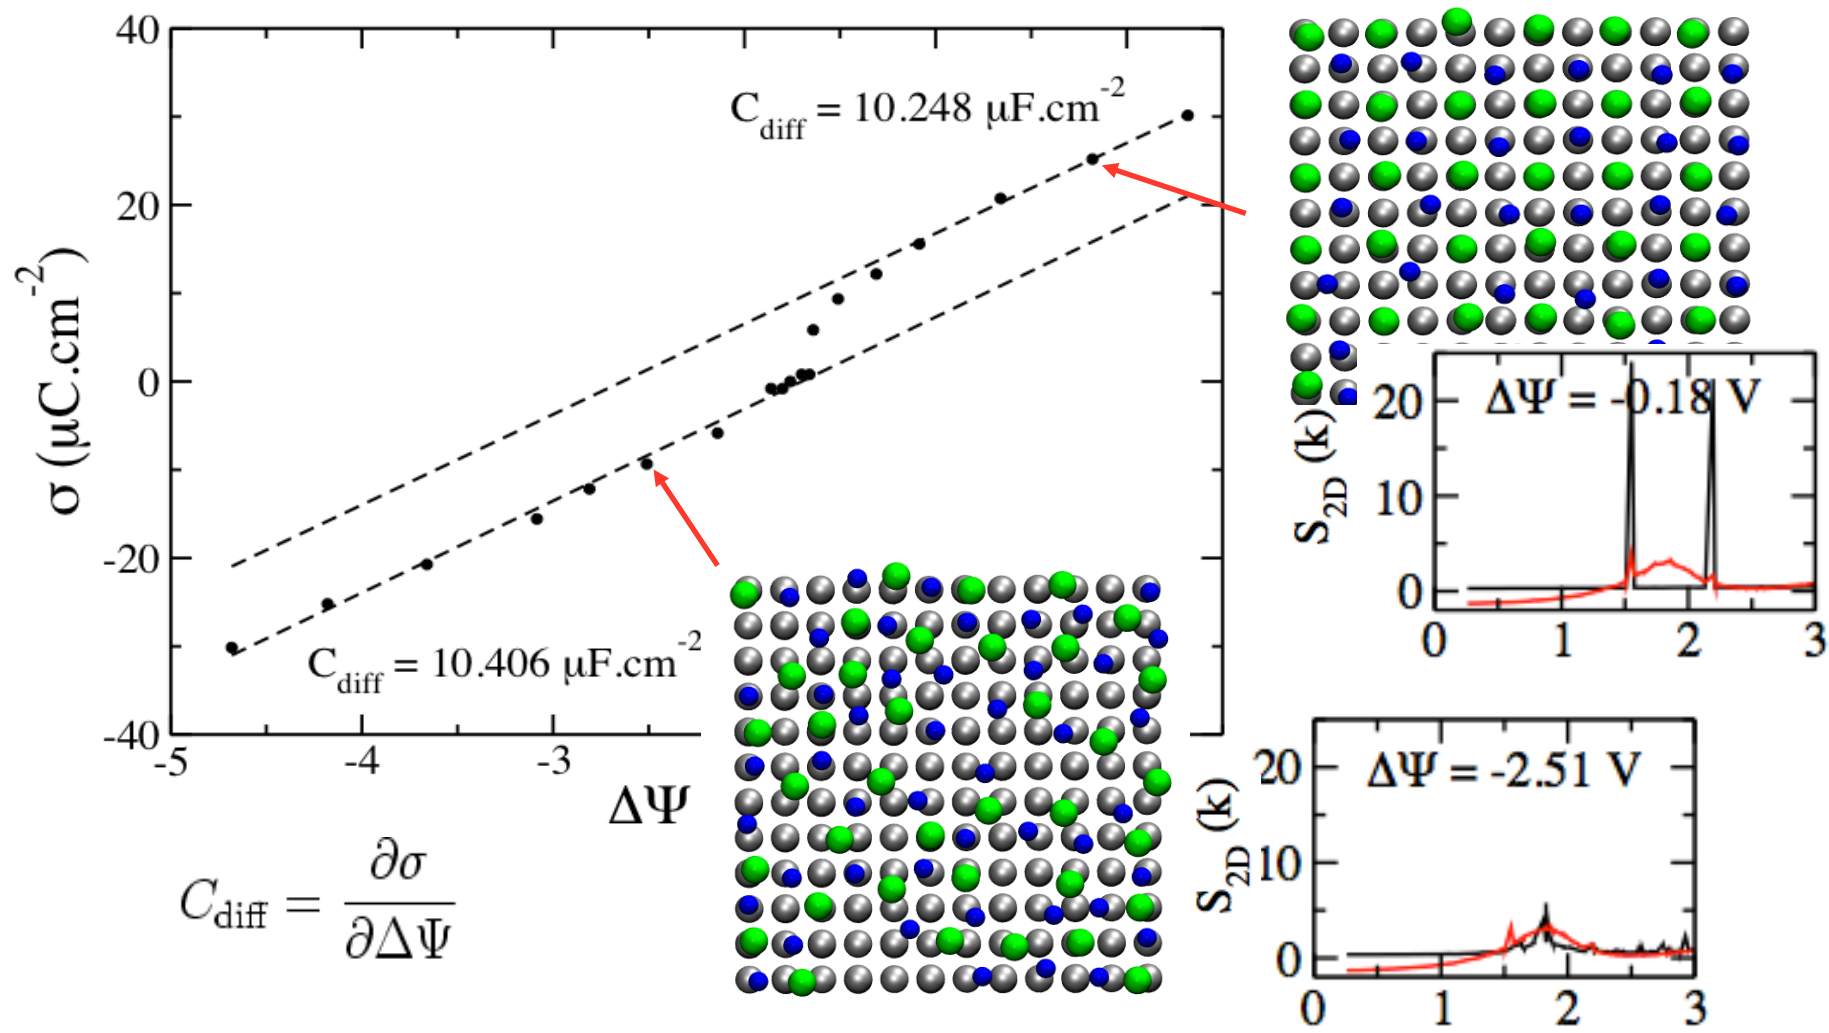 40
20
0
-20
-40
σ (μC.cm⁻²)
C_diff = 10.248 μF.cm⁻²
C_diff = 10.406 μF.cm⁻²
-5 -4 -3
ΔΨ
C_diff = ∂σ / ∂ΔΨ
S_2D (k)
ΔΨ = -0.18 V
20
10
0
0 1 2 3
S_2D (k)
ΔΨ = -2.51 V
20
10
0
0 1 2 3